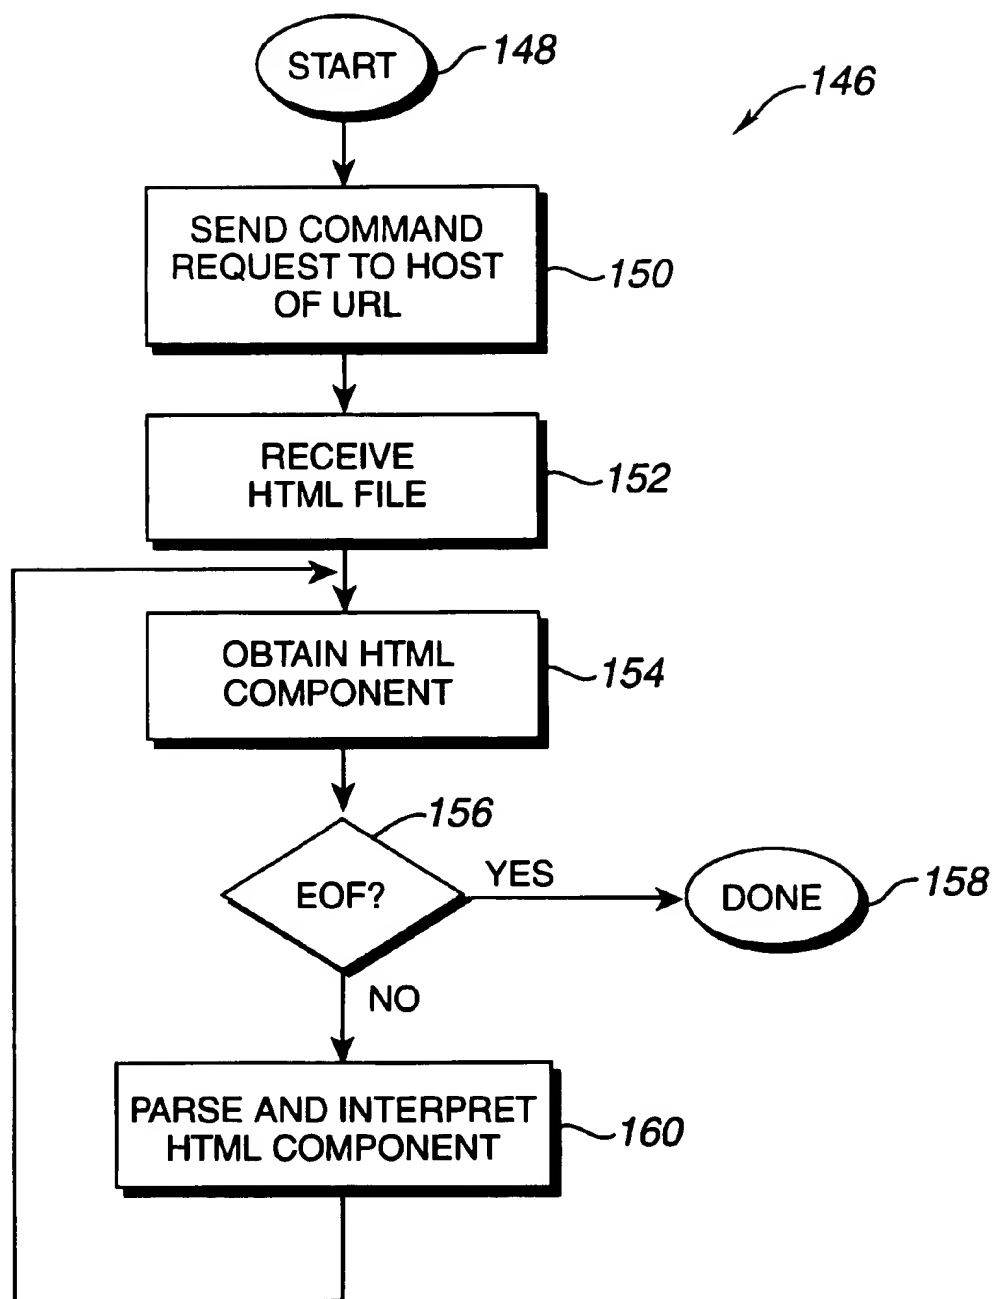 START
148
146
SEND COMMAND
REQUEST TO HOST
OF URL
150
RECEIVE
HTML FILE
152
OBTAIN HTML
COMPONENT
154
156
EOF?
YES
DONE
158
NO
PARSE AND INTERPRET
HTML COMPONENT
160